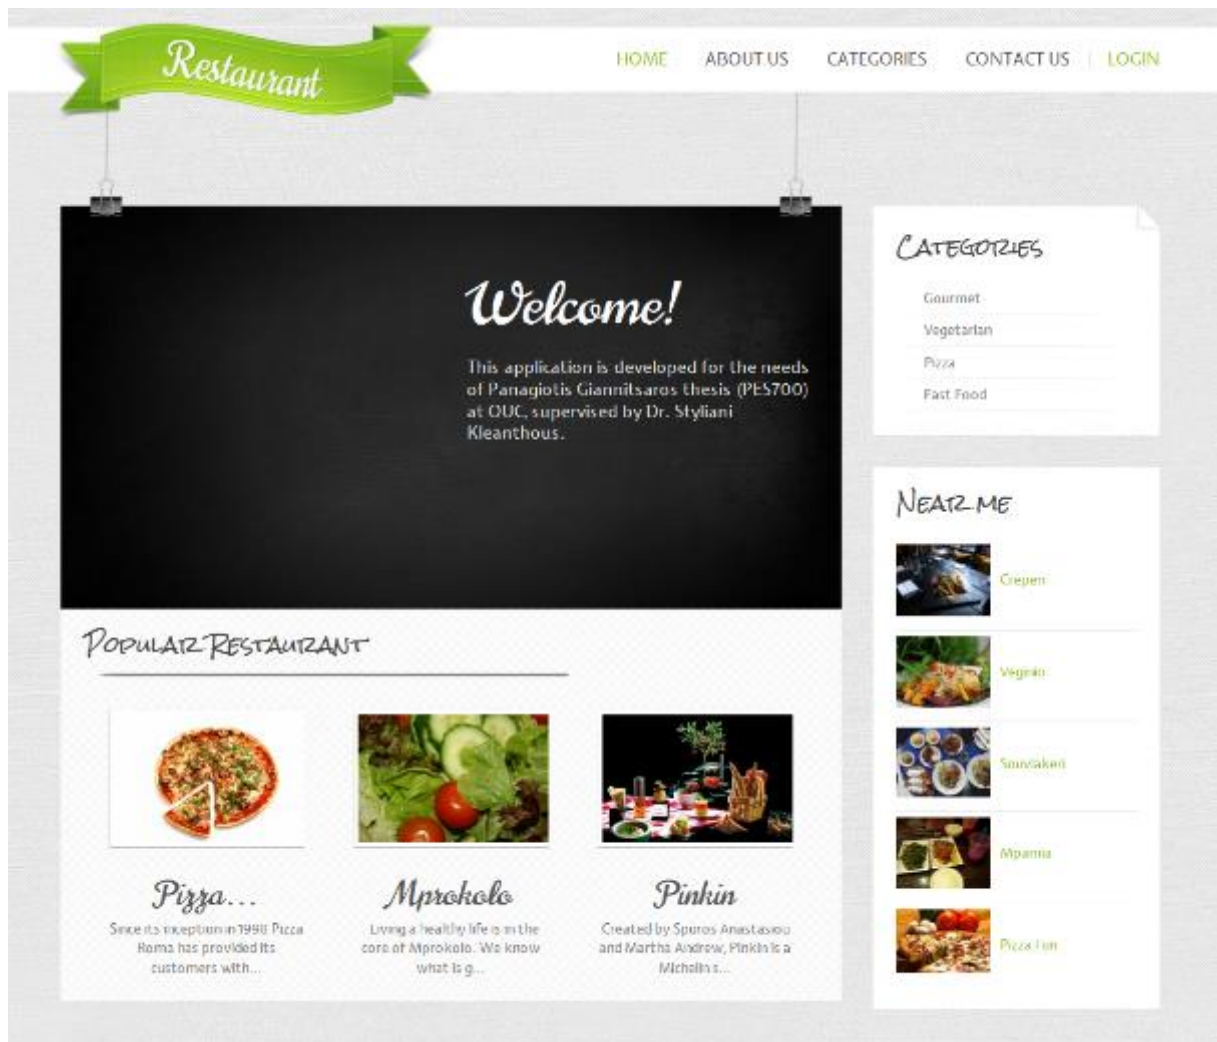 Restaurant
HOME
ABOUT US
CATEGORIES
CONTACT US
LOGIN
Welcome!
This application is developed for the needs
of Panagiotis Giannitsaros thesis (PES700)
at OUC, supervised by Dr. Styliani
Kleanthous.
POPULAR RESTAURANT
Pizza...
Since its inception in 1998 Pizza
Roma has provided its
customers with...
Mprokolo
Living a healthy life is in the
core of Mprokolo. We know
what is g...
Pinkin
Created by Spuros Anastasiou
and Martha Andrew, Pinkin is a
Michelin s...
CATEGORIES
Gourmet
Vegetarian
Pizza
Fast Food
NEAR ME
Crepen
Veginio
Souvlakeri
Mpanna
Pizza Fun